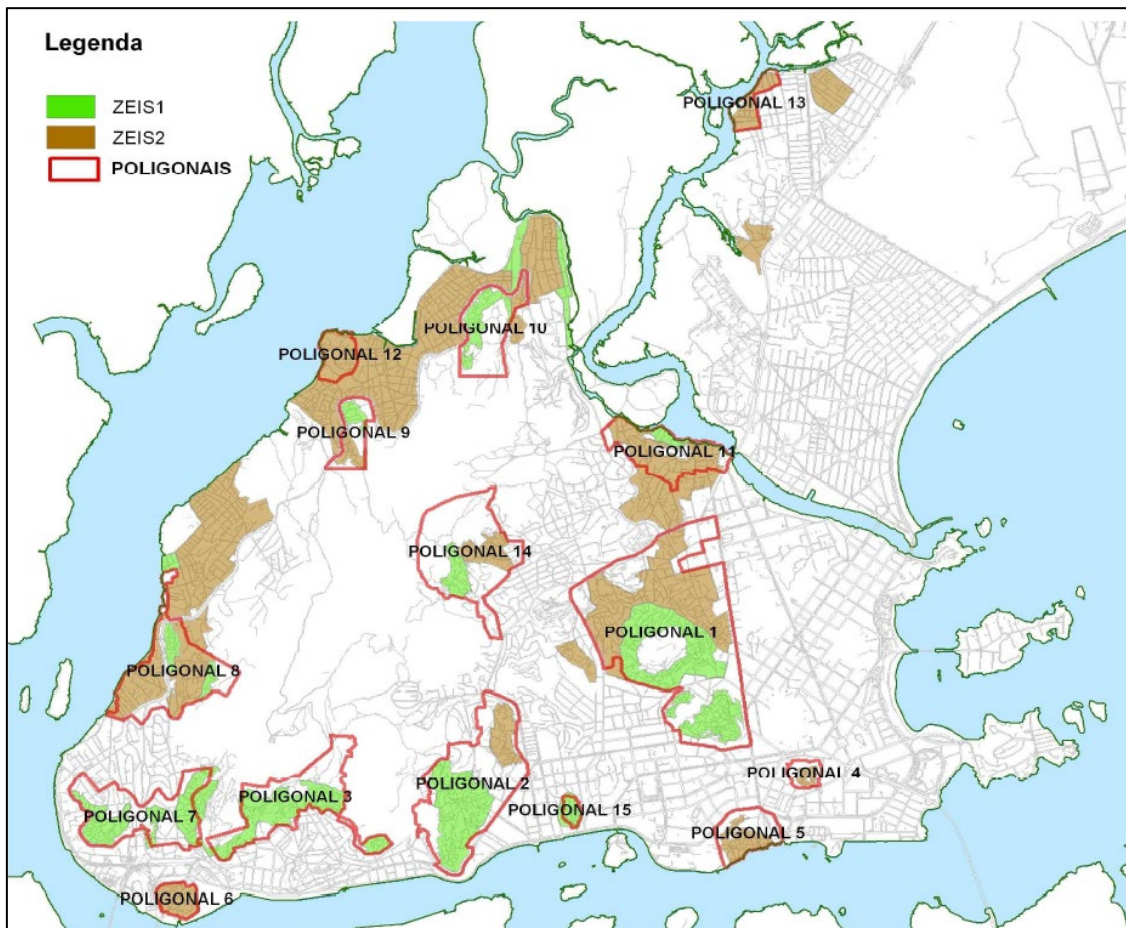 Legenda
ZEIS1
ZEIS2
POLIGONAIS
POLIGONAL 13
POLIGONAL 10
POLIGONAL 12
POLIGONAL 9
POLIGONAL 11
POLIGONAL 14
POLIGONAL 1
POLIGONAL 8
POLIGONAL 4
POLIGONAL 2
POLIGONAL 3
POLIGONAL 15
POLIGONAL 7
POLIGONAL 5
POLIGONAL 6